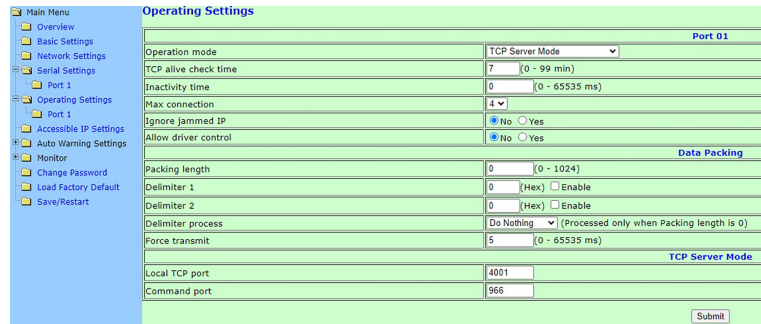 Main Menu
Overview
Basic Settings
Network Settings
Serial Settings
Port 1
Operating Settings
Port 1
Accessible IP Settings
Auto Warning Settings
Monitor
Change Password
Load Factory Default
Save/Restart
Operating Settings
Port 01
Operation mode TCP Server Mode
TCP alive check time 7 (0 - 99 min)
Inactivity time 0 (0 - 65535 ms)
Max connection 4
Ignore jammed IP No Yes
Allow driver control No Yes
Data Packing
Packing length 0 (0 - 1024)
Delimiter 1 0 (Hex) Enable
Delimiter 2 0 (Hex) Enable
Delimiter process Do Nothing (Processed only when Packing length is 0)
Force transmit 5 (0 - 65535 ms)
TCP Server Mode
Local TCP port 4001
Command port 966
Submit